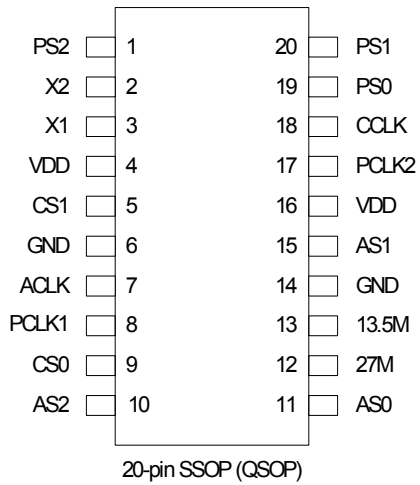 PS2 1 20 PS1
X2 2 19 PS0
X1 3 18 CCLK
VDD 4 17 PCLK2
CS1 5 16 VDD
GND 6 15 AS1
ACLK 7 14 GND
PCLK1 8 13 13.5M
CS0 9 12 27M
AS2 10 11 AS0
20-pin SSOP (QSOP)